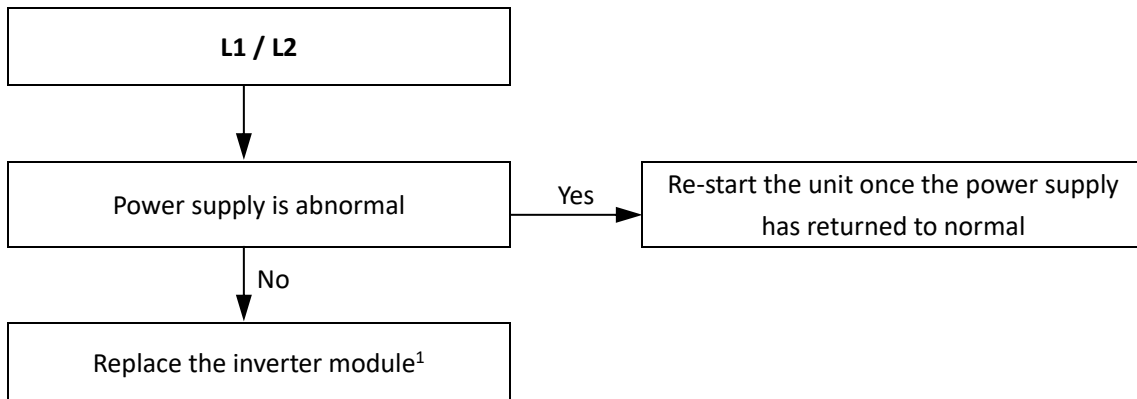 L1 / L2
Power supply is abnormal
Yes
Re-start the unit once the power supply
has returned to normal
No
Replace the inverter module1